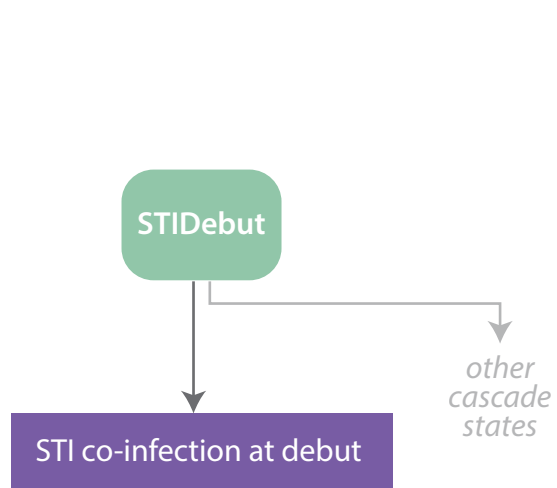 STIDebut
other
cascade
states
STI co-infection at debut